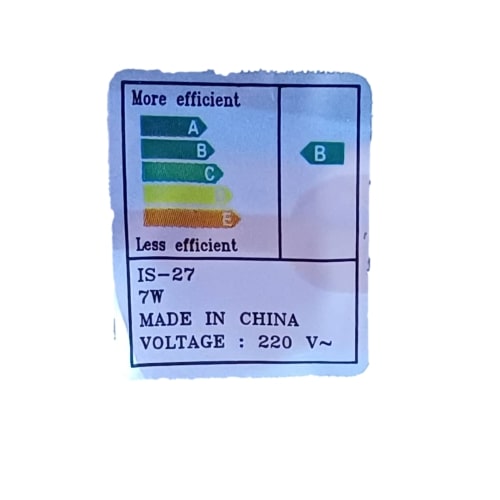 More efficient
A
B
B
C
D
E
Less efficient
IS-27
7W
MADE IN CHINA
VOLTAGE : 220 V~